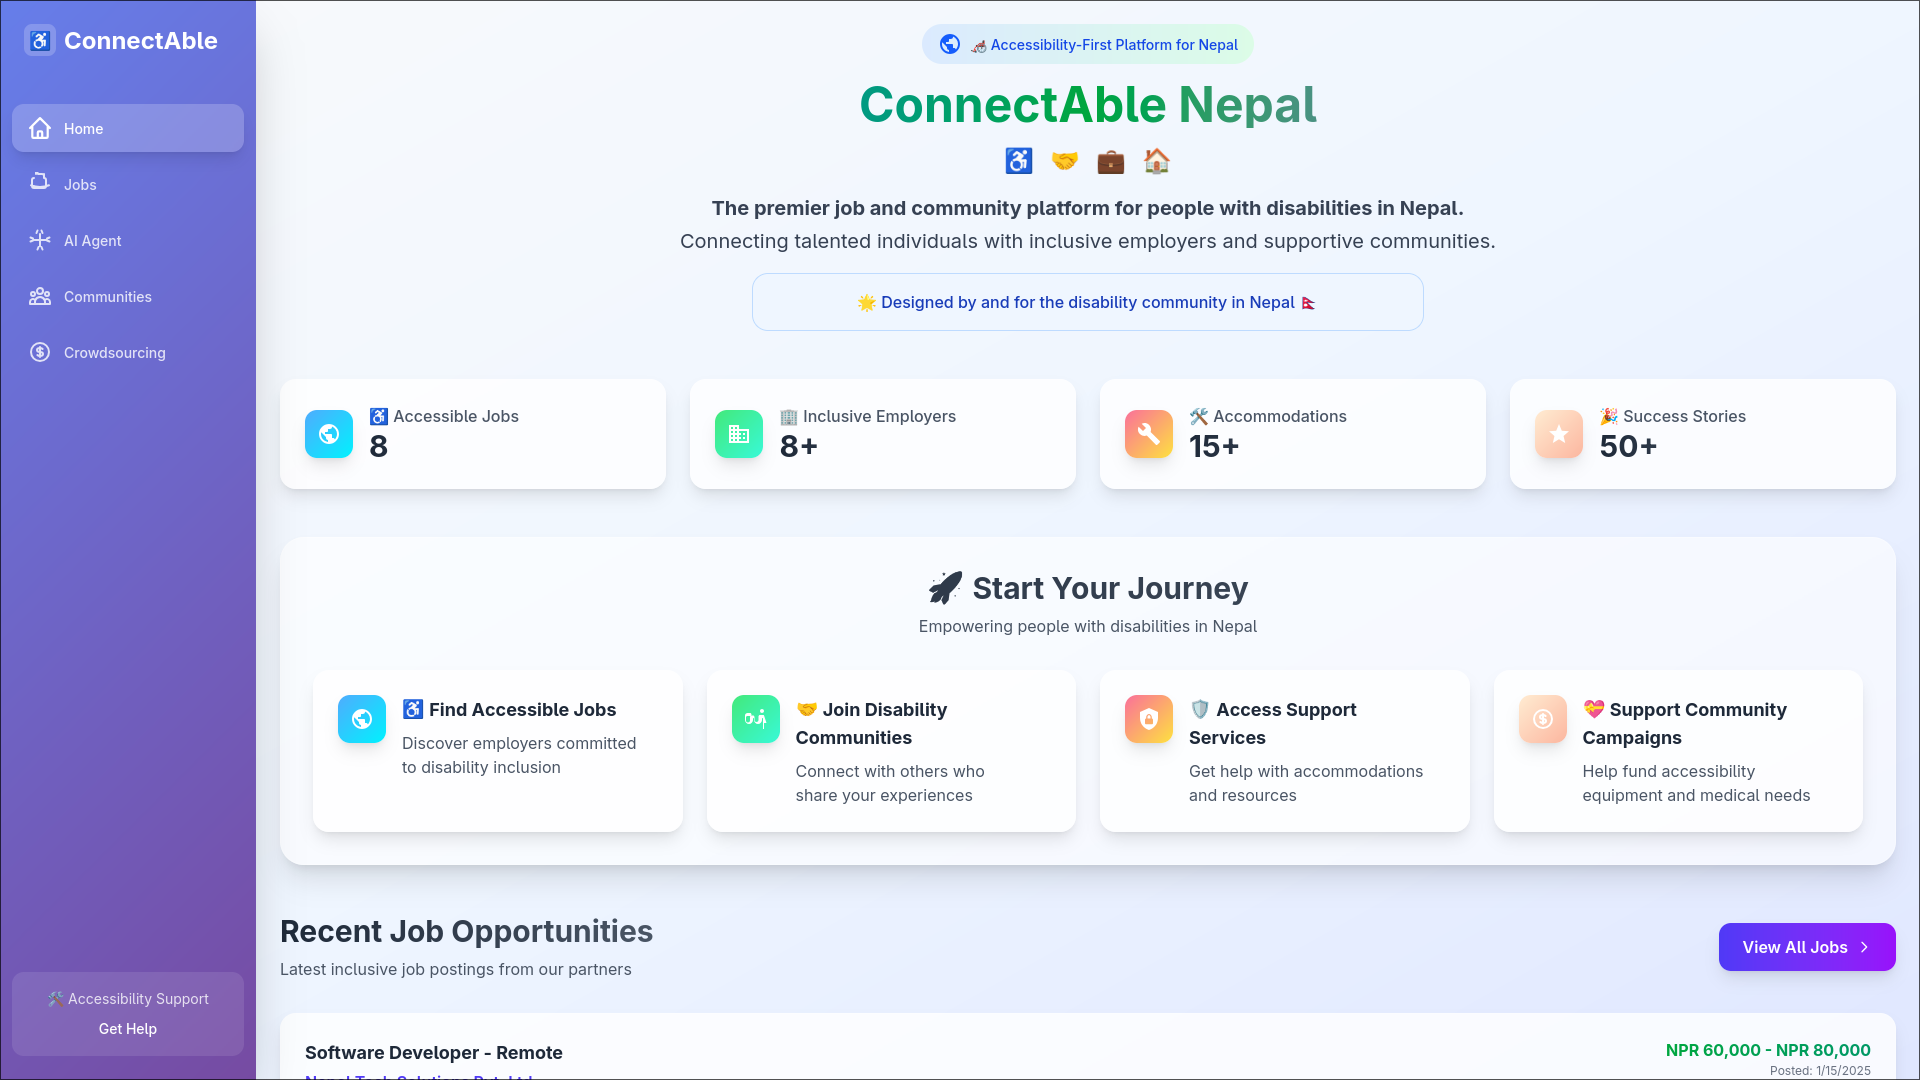 ConnectAble
Home
Jobs
AI Agent
Communities
Crowdsourcing
🛠️ Accessibility Support
Get Help
🦽 Accessibility-First Platform for Nepal
ConnectAble Nepal
♿ 🤝 💼 🏠
The premier job and community platform for people with disabilities in Nepal.
Connecting talented individuals with inclusive employers and supportive communities.
🌟 Designed by and for the disability community in Nepal 🇳🇵
♿ Accessible Jobs
8
🏢 Inclusive Employers
8+
🛠️ Accommodations
15+
🎉 Success Stories
50+
🚀 Start Your Journey
Empowering people with disabilities in Nepal
♿ Find Accessible Jobs
Discover employers committed
to disability inclusion
🤝 Join Disability
Communities
Connect with others who
share your experiences
🛡️ Access Support
Services
Get help with accommodations
and resources
💝 Support Community
Campaigns
Help fund accessibility
equipment and medical needs
Recent Job Opportunities
Latest inclusive job postings from our partners
View All Jobs
Software Developer - Remote
NPR 60,000 - NPR 80,000
Posted: 1/15/2025
Nepal Tech Solutions Pvt. Ltd.